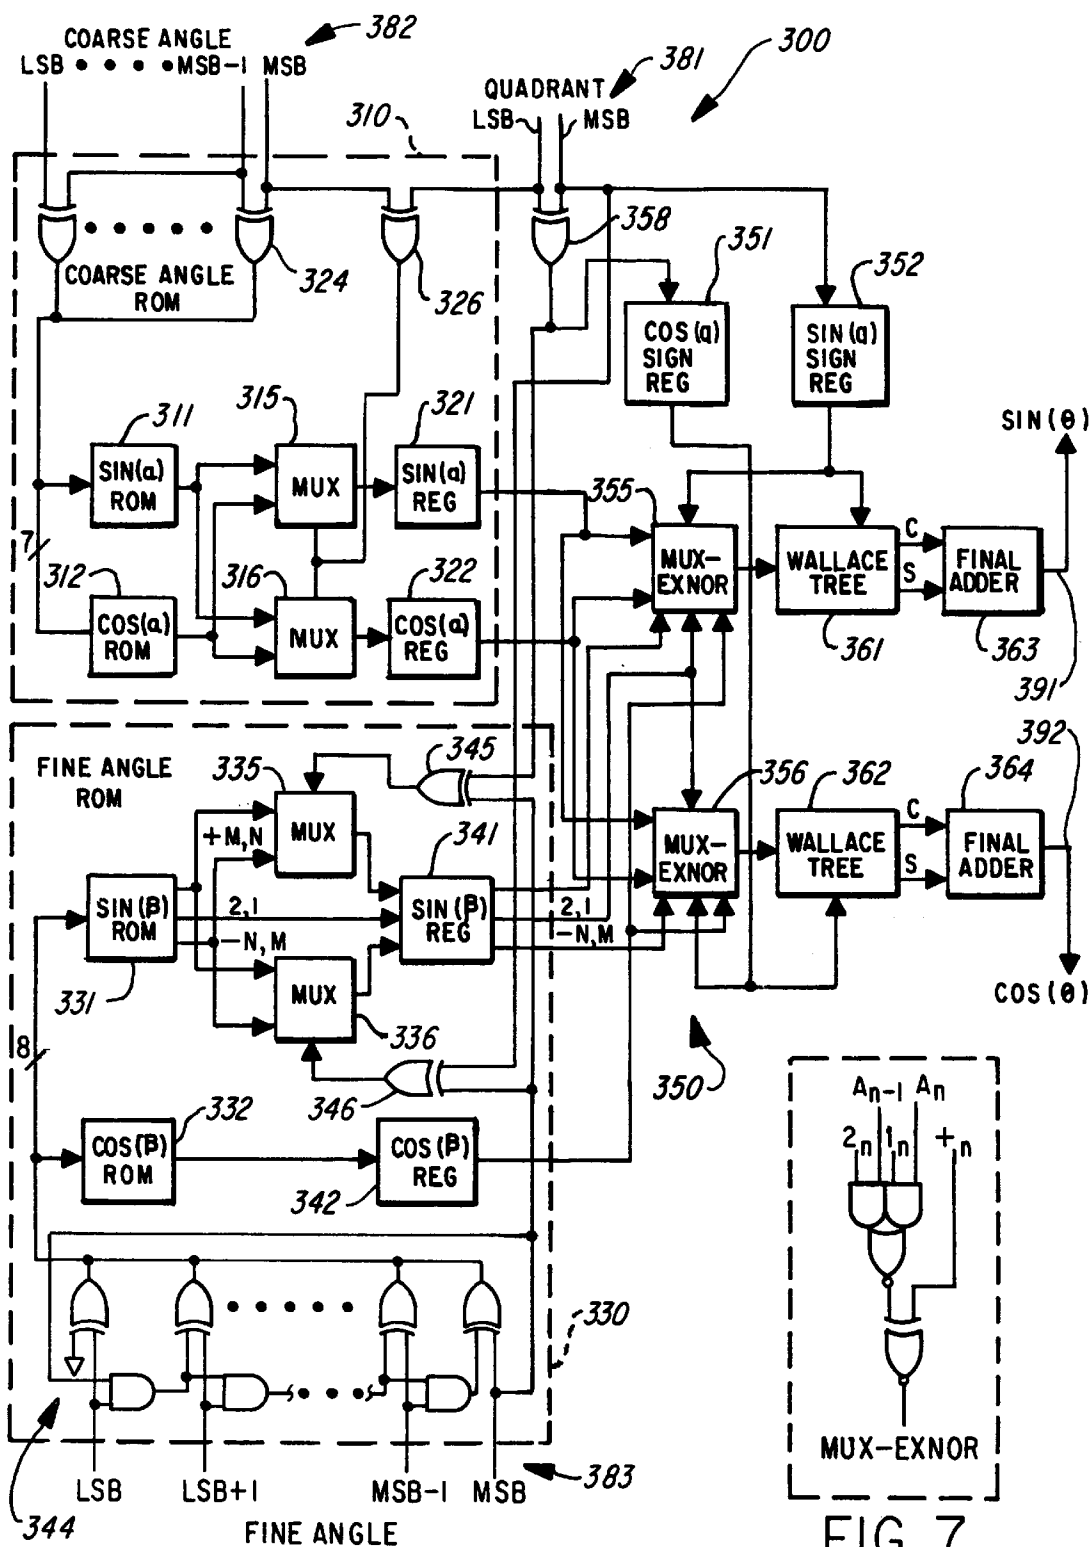 COARSE ANGLE
382
LSB • • • • MSB-1 MSB
300
381
QUADRANT
LSB MSB
310
358
351
352
324
326
COARSE ANGLE
ROM
COS(α)
SIGN
REG
SIN(α)
SIGN
REG
311
315
321
SIN(θ)
SIN(α)
ROM
MUX
SIN(α)
REG
355
7
312
316
322
MUX-
EXNOR
WALLACE
TREE
C
S
FINAL
ADDER
COS(α)
ROM
MUX
COS(α)
REG
361
363
391
392
FINE ANGLE
ROM
335
345
356
362
364
MUX
+M,N
341
MUX-
EXNOR
WALLACE
TREE
C
S
FINAL
ADDER
SIN(β)
ROM
2,1
-N,M
SIN(β)
REG
2,1
-N,M
331
MUX
336
COS(θ)
8
346
350
332
COS(β)
ROM
COS(β)
REG
342
An-1 An
2n 1n +n
330
MUX-EXNOR
344
LSB LSB+1 MSB-1 MSB
383
FINE ANGLE
FIG. 7